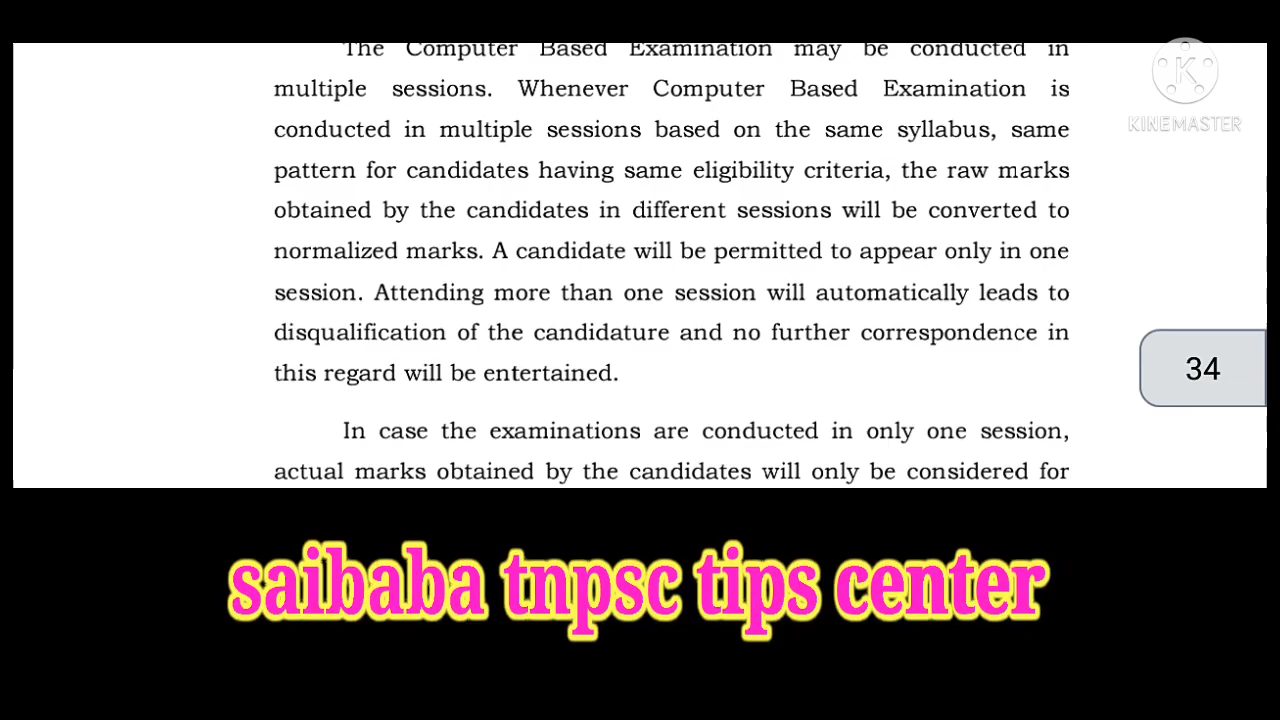 The Computer Based Examination may be conducted in
multiple sessions. Whenever Computer Based Examination is
conducted in multiple sessions based on the same syllabus, same
pattern for candidates having same eligibility criteria, the raw marks
obtained by the candidates in different sessions will be converted to
normalized marks. A candidate will be permitted to appear only in one
session. Attending more than one session will automatically leads to
disqualification of the candidature and no further correspondence in
this regard will be entertained.
In case the examinations are conducted in only one session,
actual marks obtained by the candidates will only be considered for
K
KINEMASTER
34
saibaba tnpsc tips center